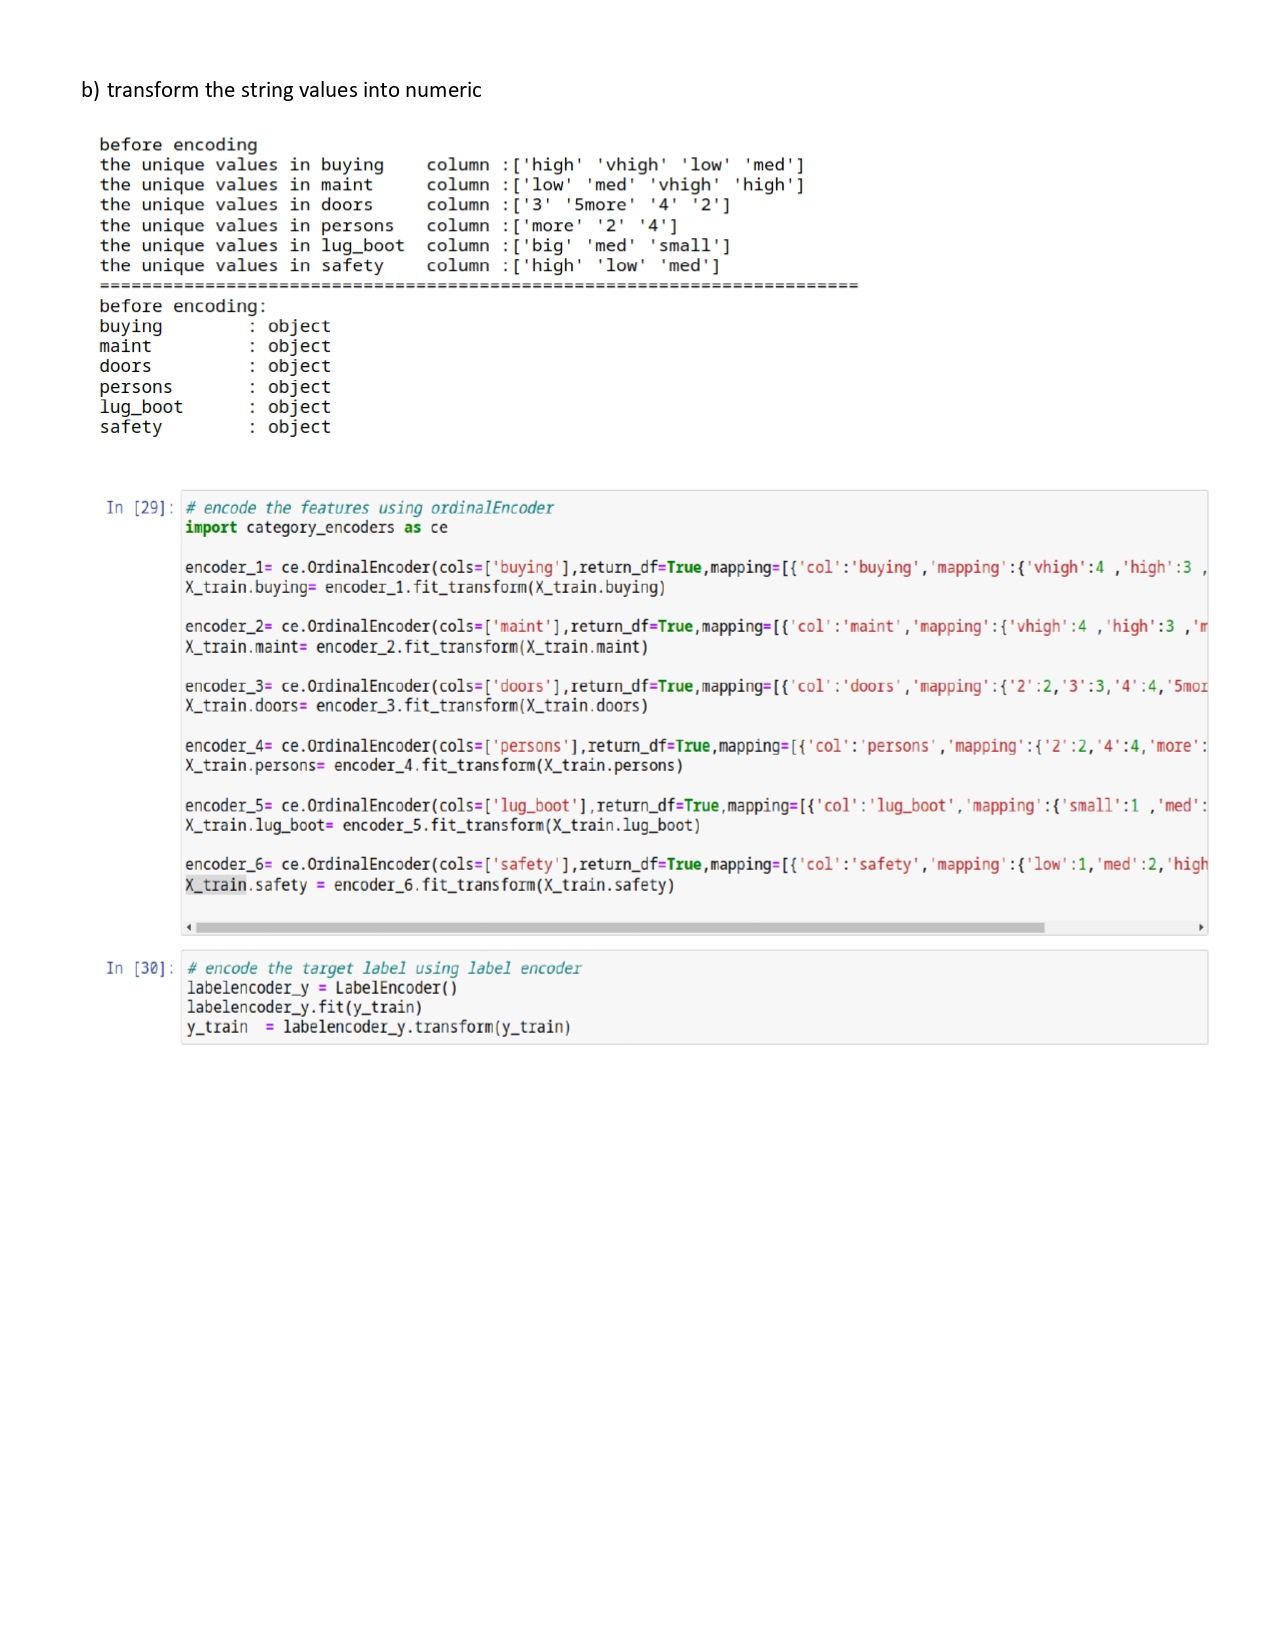 b) transform the string values into numeric
before encoding
the unique values in buying    column :['high' 'vhigh' 'low' 'med']
the unique values in maint     column :['low' 'med' 'vhigh' 'high']
the unique values in doors     column :['3' '5more' '4' '2']
the unique values in persons   column :['more' '2' '4']
the unique values in lug_boot  column :['big' 'med' 'small']
the unique values in safety    column :['high' 'low' 'med']
========================================================================
before encoding:
buying        : object
maint         : object
doors         : object
persons       : object
lug_boot      : object
safety        : object
In [29]: # encode the features using ordinalEncoder
import category_encoders as ce
encoder_1= ce.OrdinalEncoder(cols=['buying'],return_df=True,mapping=[{'col':'buying','mapping':{'vhigh':4 ,'high':3 ,
X_train.buying= encoder_1.fit_transform(X_train.buying)
encoder_2= ce.OrdinalEncoder(cols=['maint'],return_df=True,mapping=[{'col':'maint','mapping':{'vhigh':4 ,'high':3 ,'m
X_train.maint= encoder_2.fit_transform(X_train.maint)
encoder_3= ce.OrdinalEncoder(cols=['doors'],return_df=True,mapping=[{'col':'doors','mapping':{'2':2,'3':3,'4':4,'5mor
X_train.doors= encoder_3.fit_transform(X_train.doors)
encoder_4= ce.OrdinalEncoder(cols=['persons'],return_df=True,mapping=[{'col':'persons','mapping':{'2':2,'4':4,'more':
X_train.persons= encoder_4.fit_transform(X_train.persons)
encoder_5= ce.OrdinalEncoder(cols=['lug_boot'],return_df=True,mapping=[{'col':'lug_boot','mapping':{'small':1 ,'med':
X_train.lug_boot= encoder_5.fit_transform(X_train.lug_boot)
encoder_6= ce.OrdinalEncoder(cols=['safety'],return_df=True,mapping=[{'col':'safety','mapping':{'low':1,'med':2,'high
X_train.safety = encoder_6.fit_transform(X_train.safety)
In [30]: # encode the target label using label encoder
labelencoder_y = LabelEncoder()
labelencoder_y.fit(y_train)
y_train  = labelencoder_y.transform(y_train)